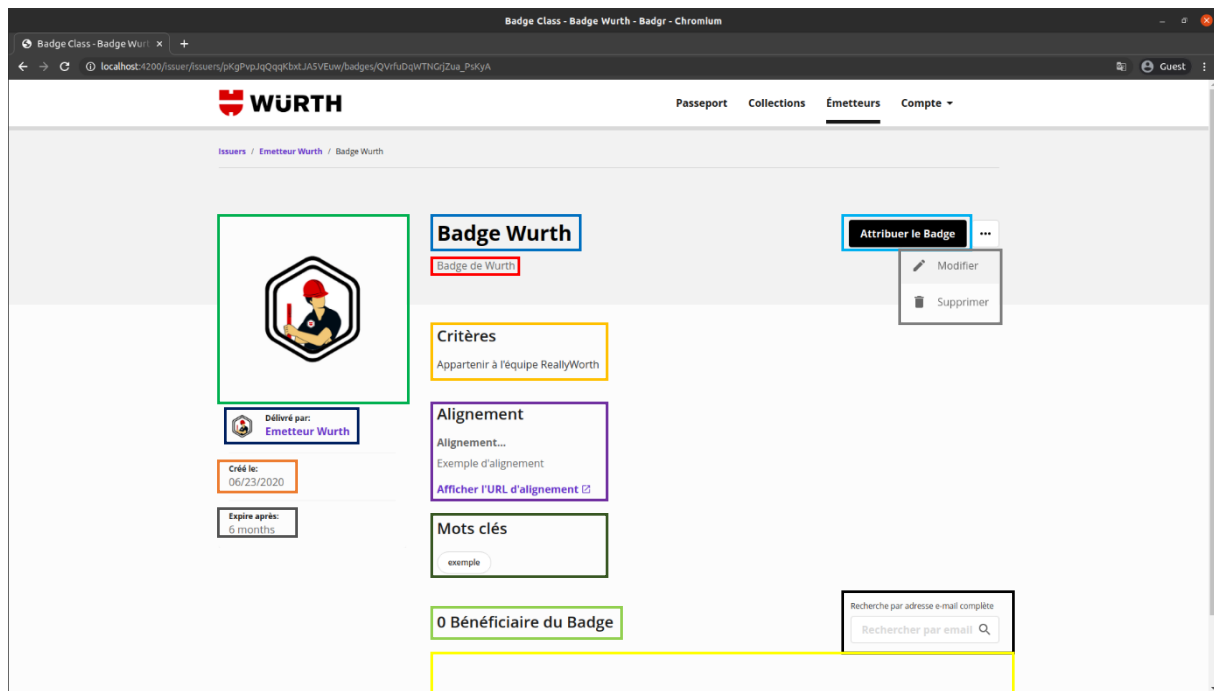 Badge Class - Badge Wurth - Badgr - Chromium
Badge Class - Badge Wurt
localhost:4200/issuer/issuers/pKgPvpJqQqqKbxtJASVEuw/badges/QVrfuDqWTNGrjZua_PsKyA
Guest
WÜRTH
Passeport Collections Émetteurs Compte
Issuers / Emetteur Wurth / Badge Wurth
Badge Wurth
Badge de Wurth
Attribuer le Badge
Modifier
Supprimer
Critères
Appartenir à l'équipe ReallyWorth
Délivré par:
Emetteur Wurth
Créé le:
06/23/2020
Expire après:
6 months
Alignement
Alignement...
Exemple d'alignement
Afficher l'URL d'alignement
Mots clés
exemple
0 Bénéficiaire du Badge
Recherche par adresse e-mail complète
Rechercher par email